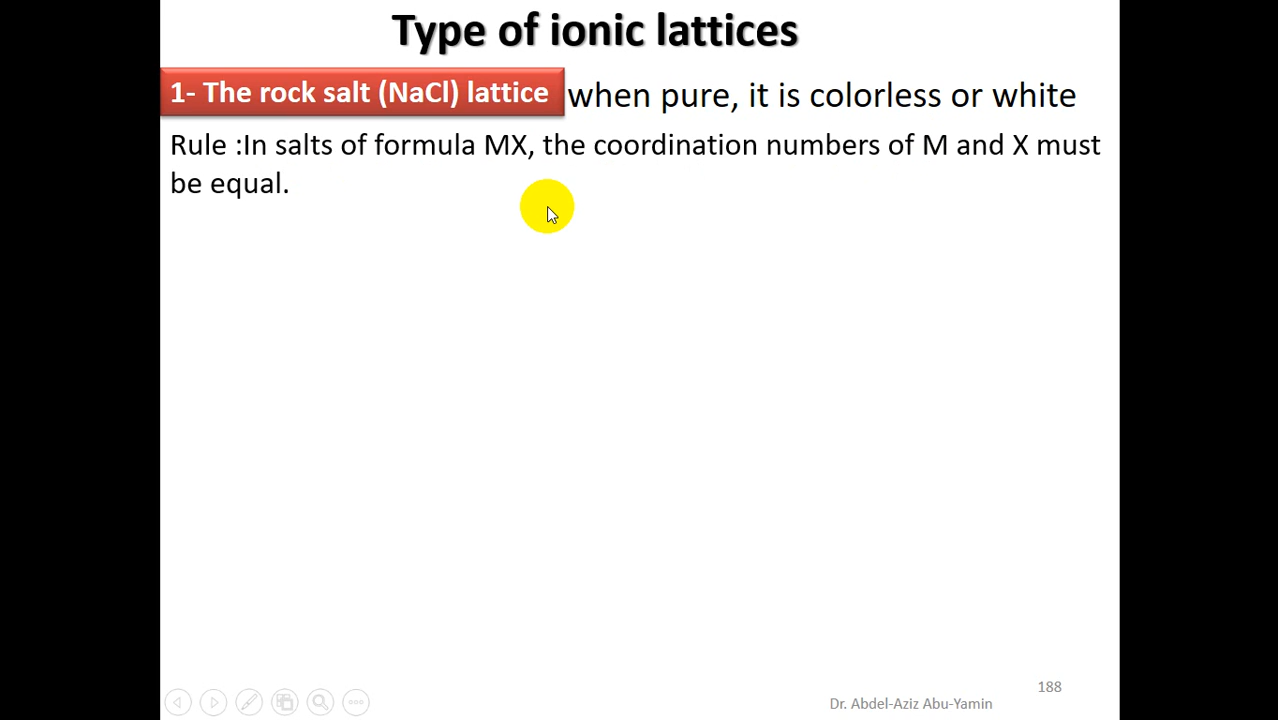 Type of ionic lattices
1- The rock salt (NaCl) lattice when pure, it is colorless or white
Rule :In salts of formula MX, the coordination numbers of M and X must
be equal.
188
Dr. Abdel-Aziz Abu-Yamin